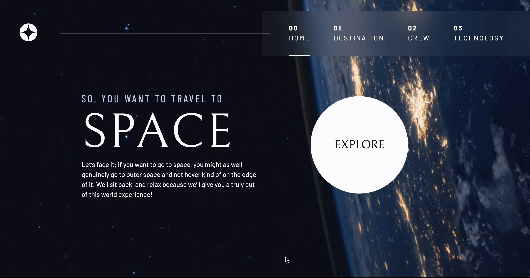 00 01 02 03
HOME DESTINATION CREW TECHNOLOGY
SO, YOU WANT TO TRAVEL TO
SPACE
Let's face it; if you want to go to space, you might as well
genuinely go to outer space and not hover kind of on the edge
of it. Well sit back, and relax because we'll give you a truly out
of this world experience!
EXPLORE